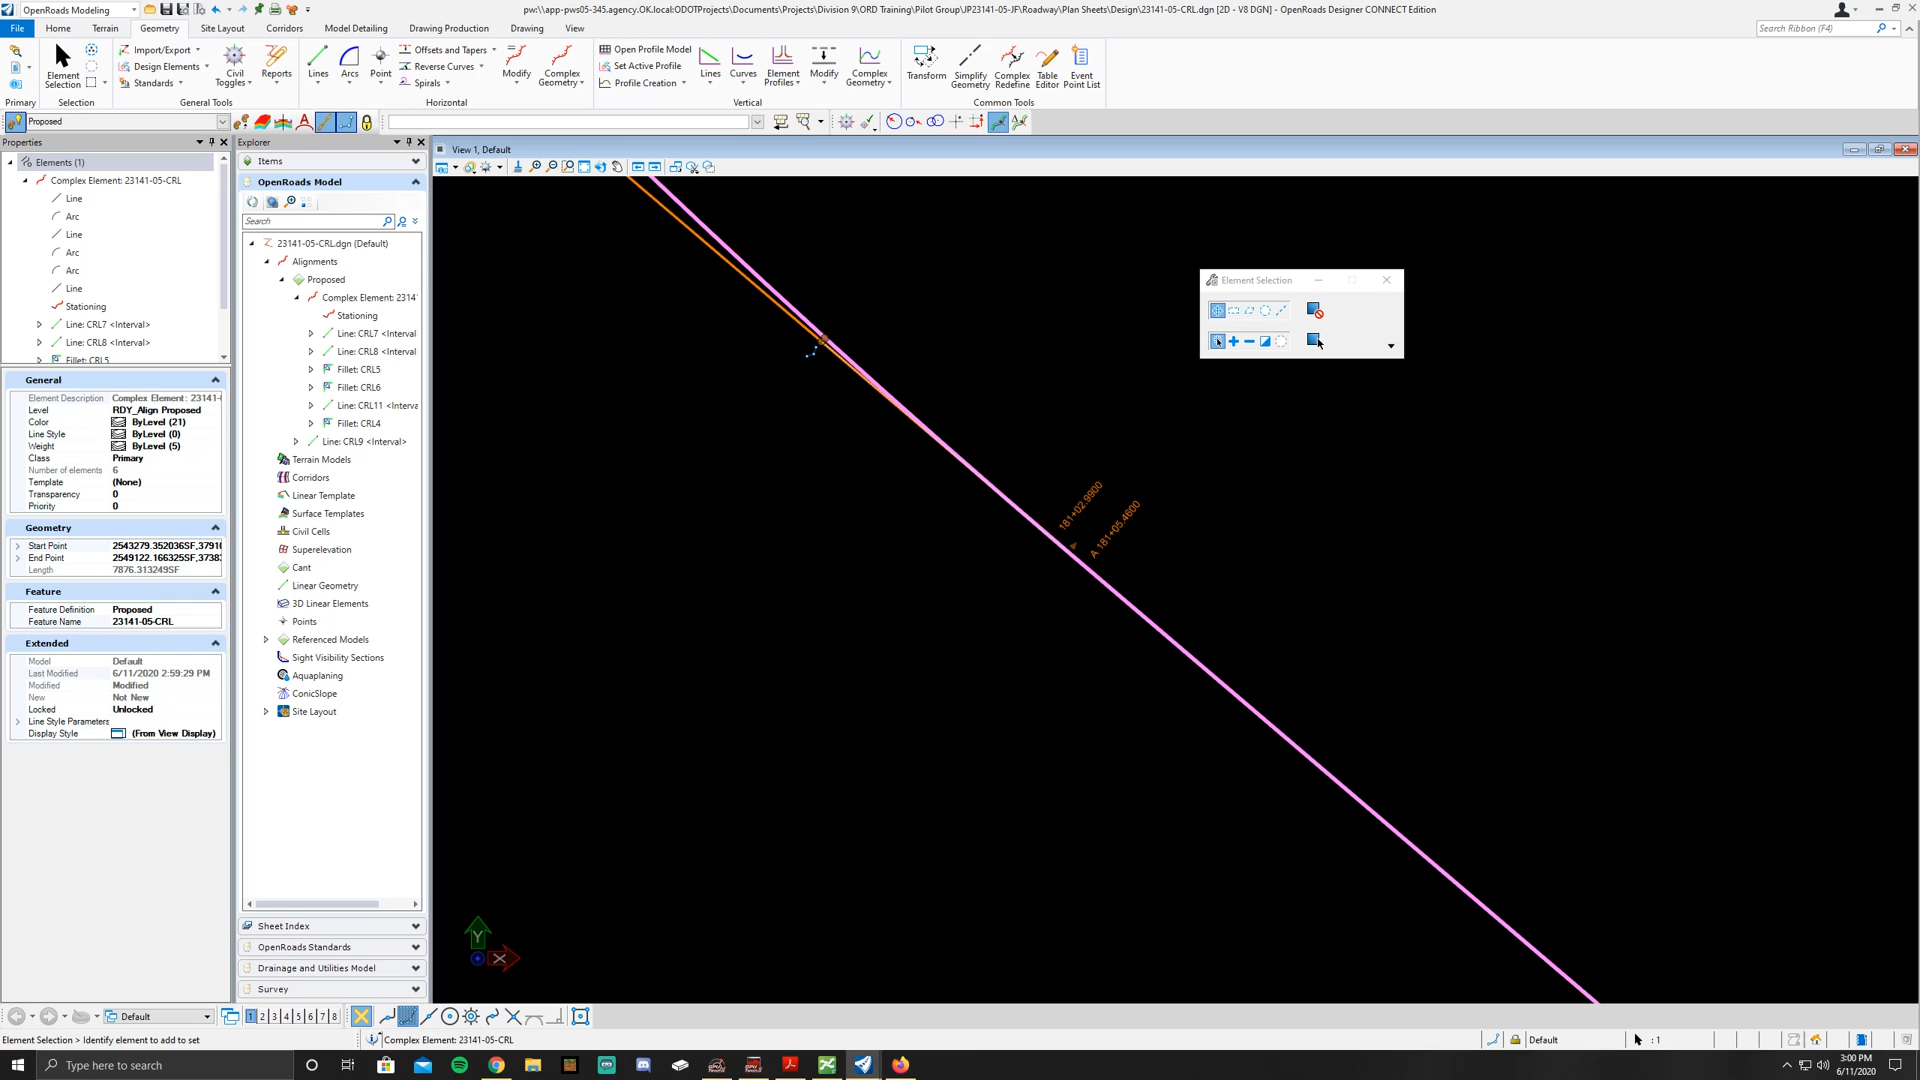 OpenRoads Modeling
pw:\\app-pws05-345.agency.OK.local:ODOTProjects\Documents\Projects\Division 9\ORD Training\Pilot Group\JP23141-05-JF\Roadway\Plan Sheets\Design\23141-05-CRL.dgn [2D - V8 DGN] - OpenRoads Designer CONNECT Edition
File Home Terrain Geometry Site Layout Corridors Model Detailing Drawing Production Drawing View
Search Ribbon (F4)
Element Selection
Import/Export
Design Elements
Standards
Civil Toggles
Reports
Lines
Arcs
Point
Offsets and Tapers
Reverse Curves
Spirals
Modify
Complex Geometry
Open Profile Model
Set Active Profile
Profile Creation
Lines
Curves
Element Profiles
Modify
Complex Geometry
Transform
Simplify Geometry
Complex Redefine
Table Editor
Event Point List
Primary Selection General Tools Horizontal Vertical Common Tools
Proposed
Properties
Elements (1)
Complex Element: 23141-05-CRL
Line
Arc
Line
Arc
Arc
Line
Stationing
Line: CRL7 <Interval>
Line: CRL8 <Interval>
Fillet: CRL5
General
Element Description Complex Element: 23141-
Level RDY_Align Proposed
Color ByLevel (21)
Line Style ByLevel (0)
Weight ByLevel (5)
Class Primary
Number of elements 6
Template (None)
Transparency 0
Priority 0
Geometry
Start Point 2543279.352036SF,3791
End Point 2549122.166325SF,3738
Length 7876.313249SF
Feature
Feature Definition Proposed
Feature Name 23141-05-CRL
Extended
Model Default
Last Modified 6/11/2020 2:59:29 PM
Modified Modified
New Not New
Locked Unlocked
Line Style Parameters
Display Style (From View Display)
Explorer
Items
OpenRoads Model
Search
23141-05-CRL.dgn (Default)
Alignments
Proposed
Complex Element: 2314
Stationing
Line: CRL7 <Interval
Line: CRL8 <Interval
Fillet: CRL5
Fillet: CRL6
Line: CRL11 <Interva
Fillet: CRL4
Line: CRL9 <Interval>
Terrain Models
Corridors
Linear Template
Surface Templates
Civil Cells
Superelevation
Cant
Linear Geometry
3D Linear Elements
Points
Referenced Models
Sight Visibility Sections
Aquaplaning
ConicSlope
Site Layout
Sheet Index
OpenRoads Standards
Drainage and Utilities Model
Survey
View 1, Default
Element Selection
181+02.9900
A 181+05.4600
Y
X
Default
1 2 3 4 5 6 7 8
Element Selection > Identify element to add to set
Complex Element: 23141-05-CRL
Default
: 1
Type here to search
3:00 PM
6/11/2020